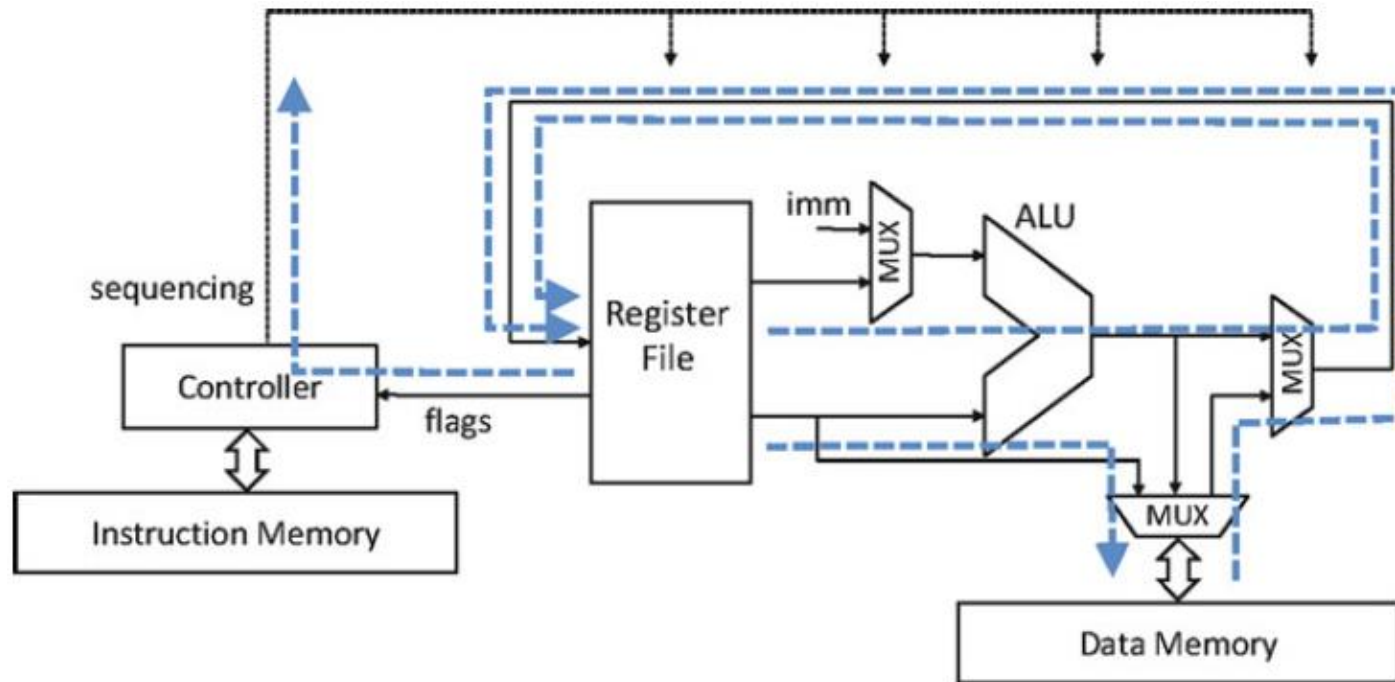 imm
MUX
ALU
sequencing
Register
File
MUX
Controller
flags
MUX
Instruction Memory
Data Memory